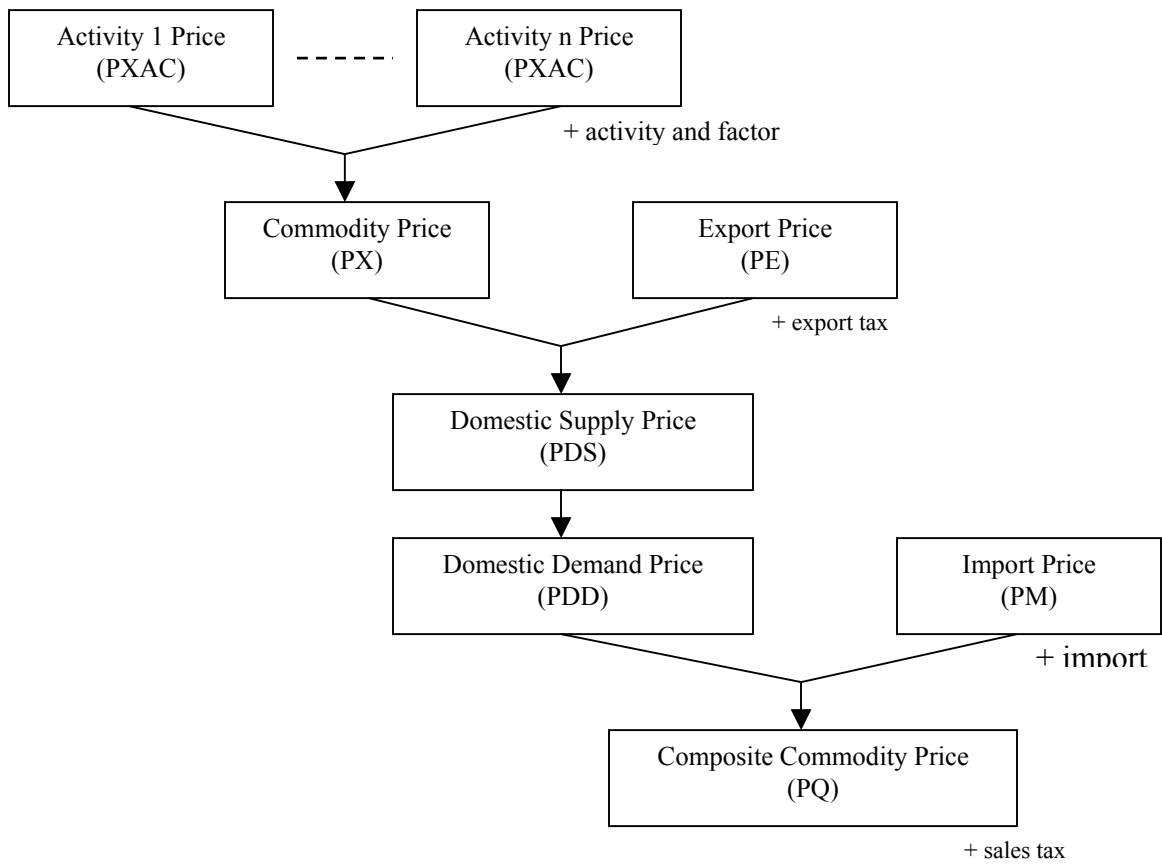 Activity 1 Price
(PXAC)
Activity n Price
(PXAC)
+ activity and factor
Commodity Price
(PX)
Export Price
(PE)
+ export tax
Domestic Supply Price
(PDS)
Domestic Demand Price
(PDD)
Import Price
(PM)
+ import
Composite Commodity Price
(PQ)
+ sales tax